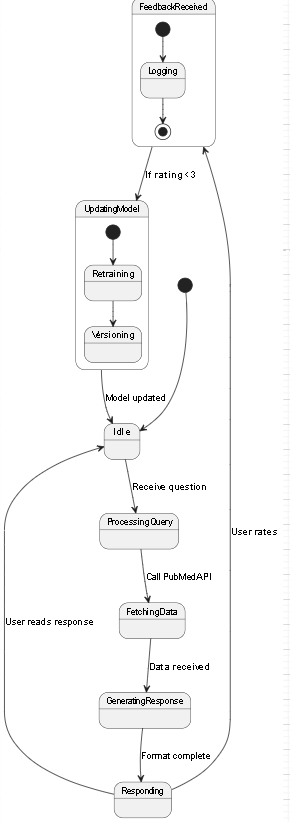 FeedbackReceived
Logging
If rating < 3
UpdatingModel
Retraining
Versioning
Model updated
Idle
Receive question
ProcessingQuery
Call PubMedAPI
User rates
FetchingData
User reads response
Data received
GeneratingResponse
Format complete
Responding